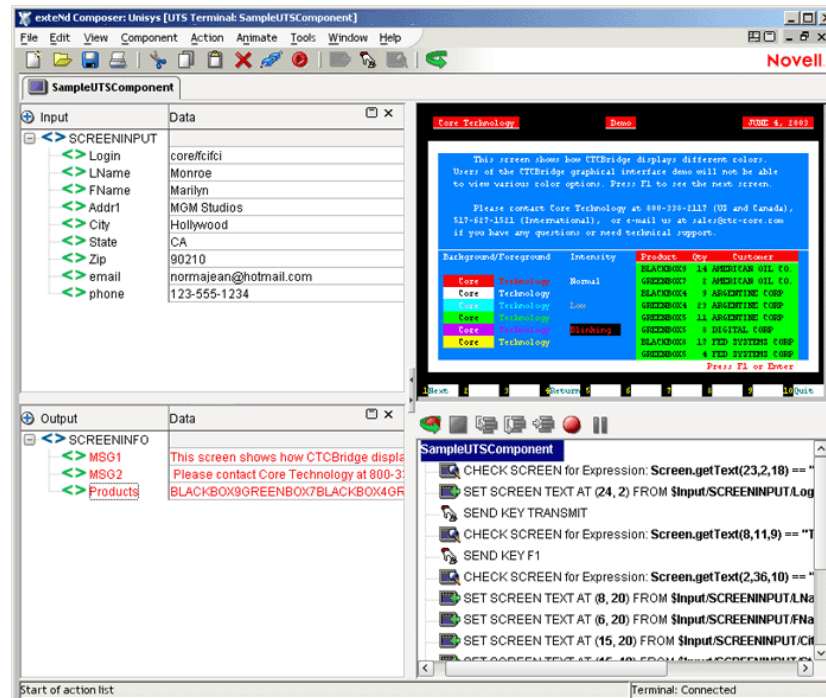 exteNd Composer: Unisys [UTS Terminal: SampleUTSComponent]
File Edit View Component Action Animate Tools Window Help
Novell
SampleUTSComponent
Input Data
SCREENINPUT
Login core/fcifci
LName Monroe
FName Marilyn
Addr1 MGM Studios
City Hollywood
State CA
Zip 90210
email normajean@hotmail.com
phone 123-555-1234
Core Technology Demo JUNE 4, 2003
This screen shows how CTCBridge displays different colors.
Users of the CTCBridge graphical interface demo will not be able
to view various color options. Press F1 to see the next screen.
Please contact Core Technology at 800-338-2117 (US and Canada),
517-627-1521 (International), or e-mail us at sales@ctc-core.com
if you have any questions or need technical support.
Background/Foreground Intensity Product Qty Customer
BLACKBOX9 14 AMERICAN OIL CO.
Core Technology Normal GREENBOX7 2 AMERICAN OIL CO.
Core Technology BLACKBOX4 9 ARGENTINE CORP
Core Technology Low GREENBOX4 23 ARGENTINE CORP
Core Technology GREENBOX5 11 ARGENTINE CORP
Core Technology Blinking GREENBOX5 8 DIGITAL CORP
Core Technology BLACKBOX6 17 FED SYSTEMS CORP
GREENBOX5 4 FED SYSTEMS CORP
Press F1 or Enter
1Next 2 3 4Return 5 6 7 8 9 10Quit
Output Data
SCREENINFO
MSG1 This screen shows how CTCBridge displa
MSG2 Please contact Core Technology at 800-3
Products BLACKBOX9GREENBOX7BLACKBOX4GR
SampleUTSComponent
CHECK SCREEN for Expression: Screen.getText(23,2,18) == "
SET SCREEN TEXT AT (24, 2) FROM $Input/SCREENINPUT/Log
SEND KEY TRANSMIT
CHECK SCREEN for Expression: Screen.getText(8,11,9) == "T
SEND KEY F1
CHECK SCREEN for Expression: Screen.getText(2,36,10) == "
SET SCREEN TEXT AT (8, 20) FROM $Input/SCREENINPUT/LNa
SET SCREEN TEXT AT (6, 20) FROM $Input/SCREENINPUT/FNa
SET SCREEN TEXT AT (15, 20) FROM $Input/SCREENINPUT/Cit
Start of action list Terminal: Connected